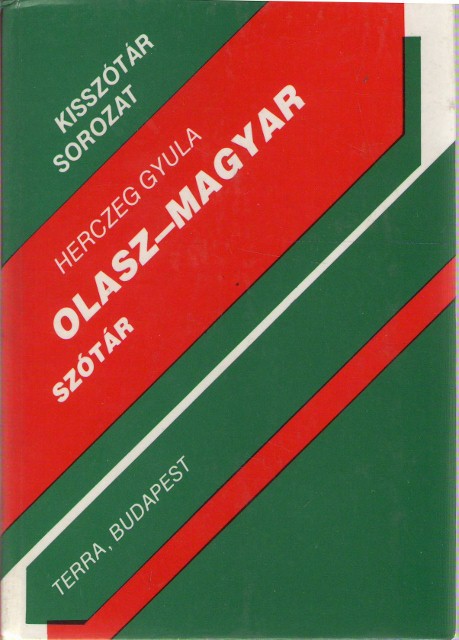 KISSZÓTÁR
SOROZAT
HERCZEG GYULA
OLASZ–MAGYAR
SZÓTÁR
TERRA, BUDAPEST